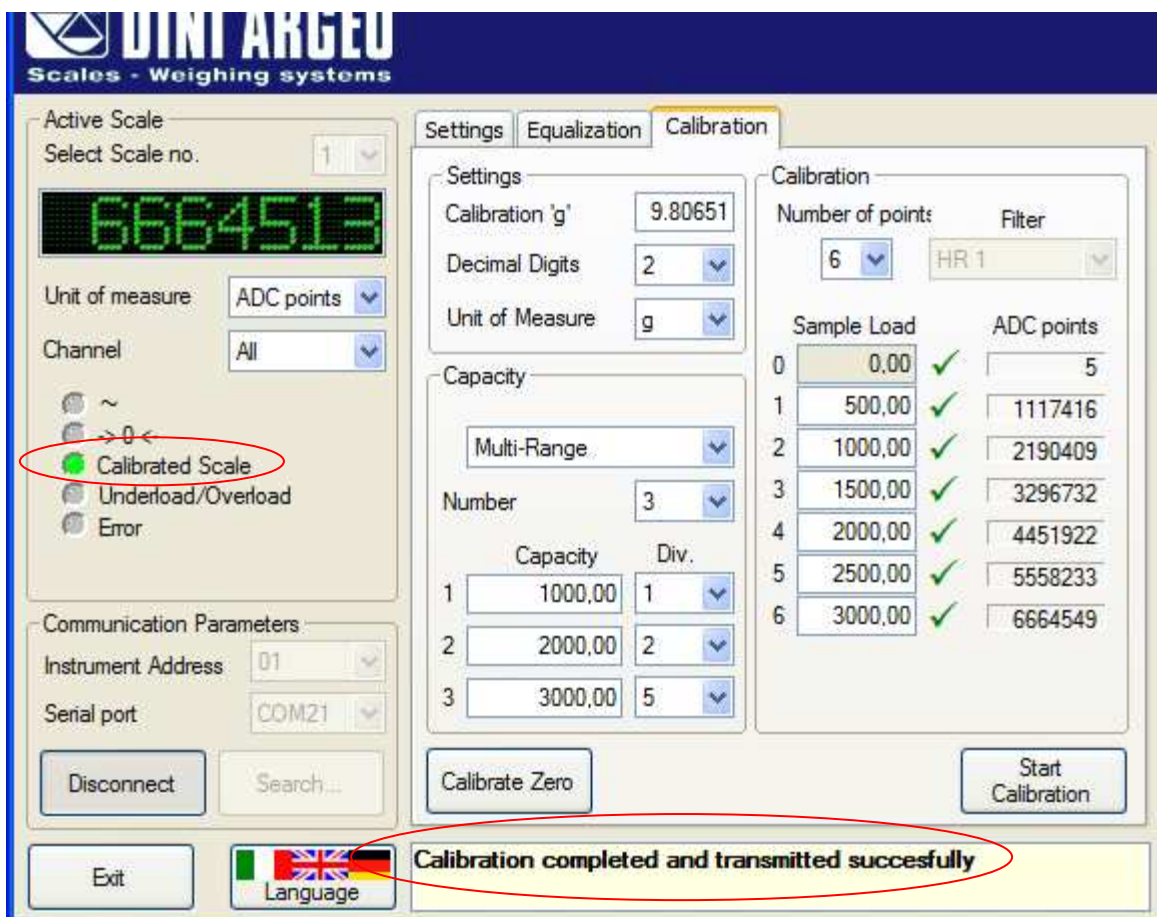 DINI ARGEO
Scales - Weighing systems
Active Scale
Select Scale no. 1
6664513
Unit of measure ADC points
Channel All
~
-> 0 <-
Calibrated Scale
Underload/Overload
Error
Communication Parameters
Instrument Address 01
Serial port COM21
Disconnect Search...
Exit Language
Settings Equalization Calibration
Settings
Calibration 'g' 9.80651
Decimal Digits 2
Unit of Measure g
Capacity
Multi-Range
Number 3
Capacity Div.
1 1000,00 1
2 2000,00 2
3 3000,00 5
Calibration
Number of points Filter
6 HR 1
Sample Load ADC points
0 0,00 5
1 500,00 1117416
2 1000,00 2190409
3 1500,00 3296732
4 2000,00 4451922
5 2500,00 5558233
6 3000,00 6664549
Calibrate Zero Start
Calibration
Calibration completed and transmitted succesfully